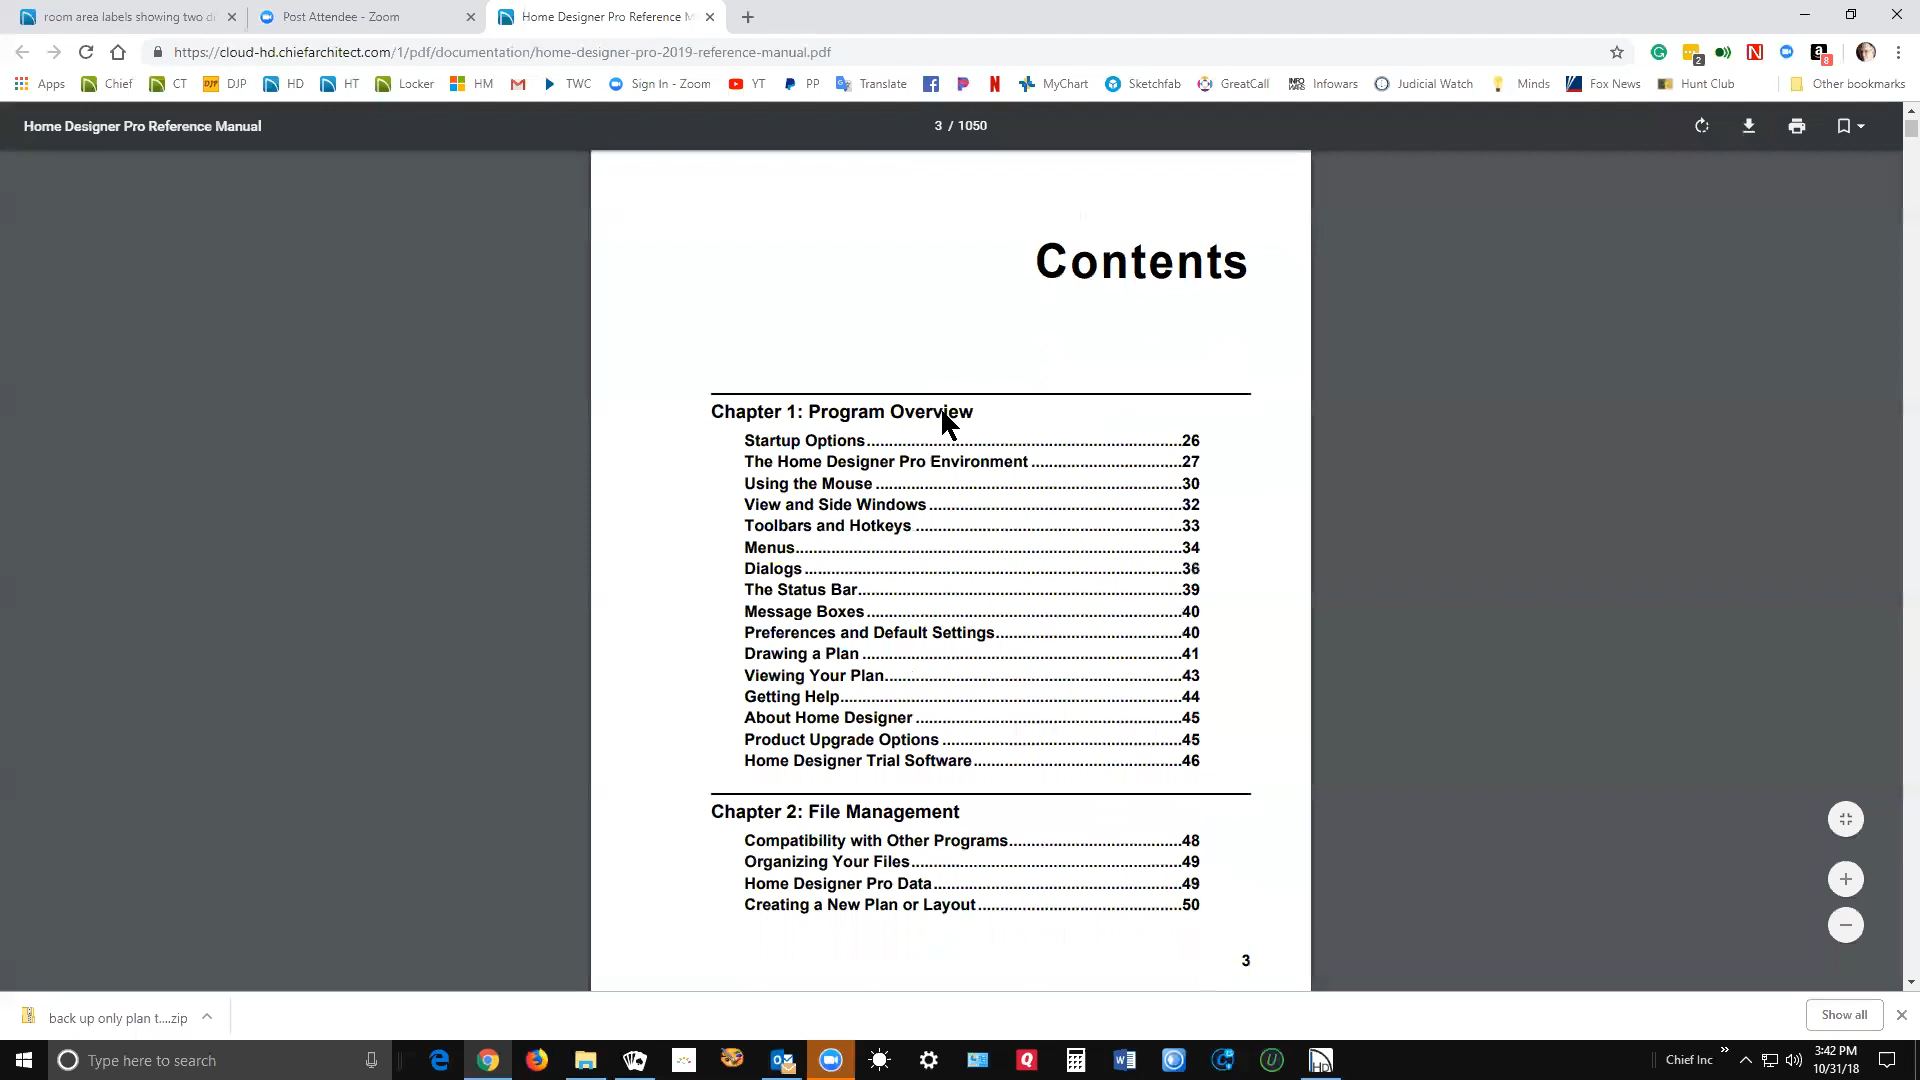 room area labels showing two di
Post Attendee - Zoom
Home Designer Pro Reference M
https://cloud-hd.chiefarchitect.com/1/pdf/documentation/home-designer-pro-2019-reference-manual.pdf
2
8
Apps
Chief
CT
DJP
HD
HT
Locker
HM
TWC
Sign In - Zoom
YT
PP
Translate
MyChart
Sketchfab
GreatCall
Infowars
Judicial Watch
Minds
Fox News
Hunt Club
Other bookmarks
Home Designer Pro Reference Manual
3 / 1050
Contents
Chapter 1: Program Overview
Startup Options.....................................................................26
The Home Designer Pro Environment .................................27
Using the Mouse ...................................................................30
View and Side Windows .......................................................32
Toolbars and Hotkeys ..........................................................33
Menus....................................................................................34
Dialogs ..................................................................................36
The Status Bar.......................................................................39
Message Boxes .....................................................................40
Preferences and Default Settings.........................................40
Drawing a Plan ......................................................................41
Viewing Your Plan.................................................................43
Getting Help...........................................................................44
About Home Designer ..........................................................45
Product Upgrade Options ....................................................45
Home Designer Trial Software..............................................46
Chapter 2: File Management
Compatibility with Other Programs......................................48
Organizing Your Files...........................................................49
Home Designer Pro Data......................................................49
Creating a New Plan or Layout .............................................50
3
back up only plan t....zip
Show all
Type here to search
Chief Inc
3:42 PM
10/31/18